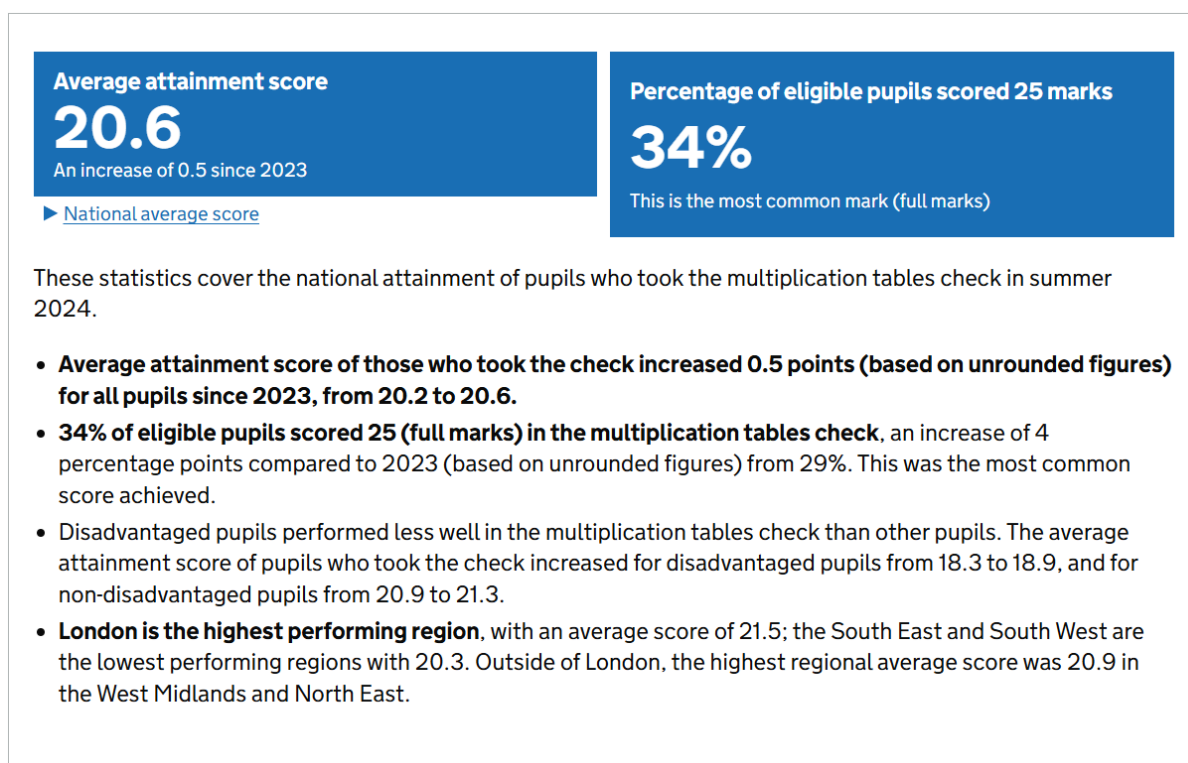 Average attainment score
20.6
An increase of 0.5 since 2023
National average score
Percentage of eligible pupils scored 25 marks
34%
This is the most common mark (full marks)
These statistics cover the national attainment of pupils who took the multiplication tables check in summer
2024.
Average attainment score of those who took the check increased 0.5 points (based on unrounded figures)
for all pupils since 2023, from 20.2 to 20.6.
34% of eligible pupils scored 25 (full marks) in the multiplication tables check, an increase of 4
percentage points compared to 2023 (based on unrounded figures) from 29%. This was the most common
score achieved.
Disadvantaged pupils performed less well in the multiplication tables check than other pupils. The average
attainment score of pupils who took the check increased for disadvantaged pupils from 18.3 to 18.9, and for
non-disadvantaged pupils from 20.9 to 21.3.
London is the highest performing region, with an average score of 21.5; the South East and South West are
the lowest performing regions with 20.3. Outside of London, the highest regional average score was 20.9 in
the West Midlands and North East.